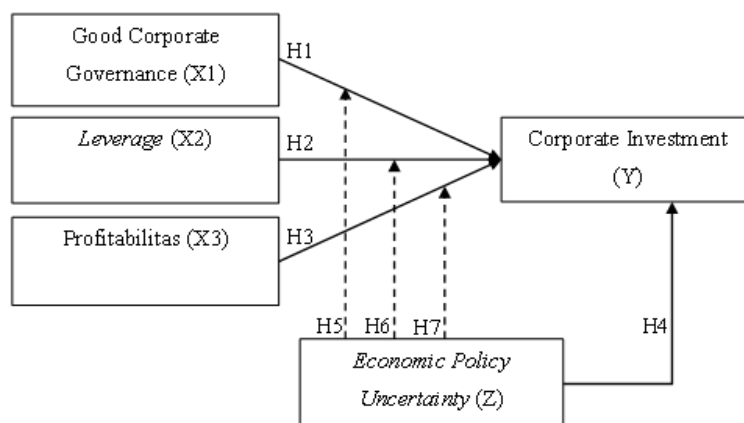 Good Corporate
Governance (X1)
H1
Leverage (X2)
H2
Corporate Investment
(Y)
Profitabilitas (X3)
H3
H5
H6
H7
H4
Economic Policy
Uncertainty (Z)